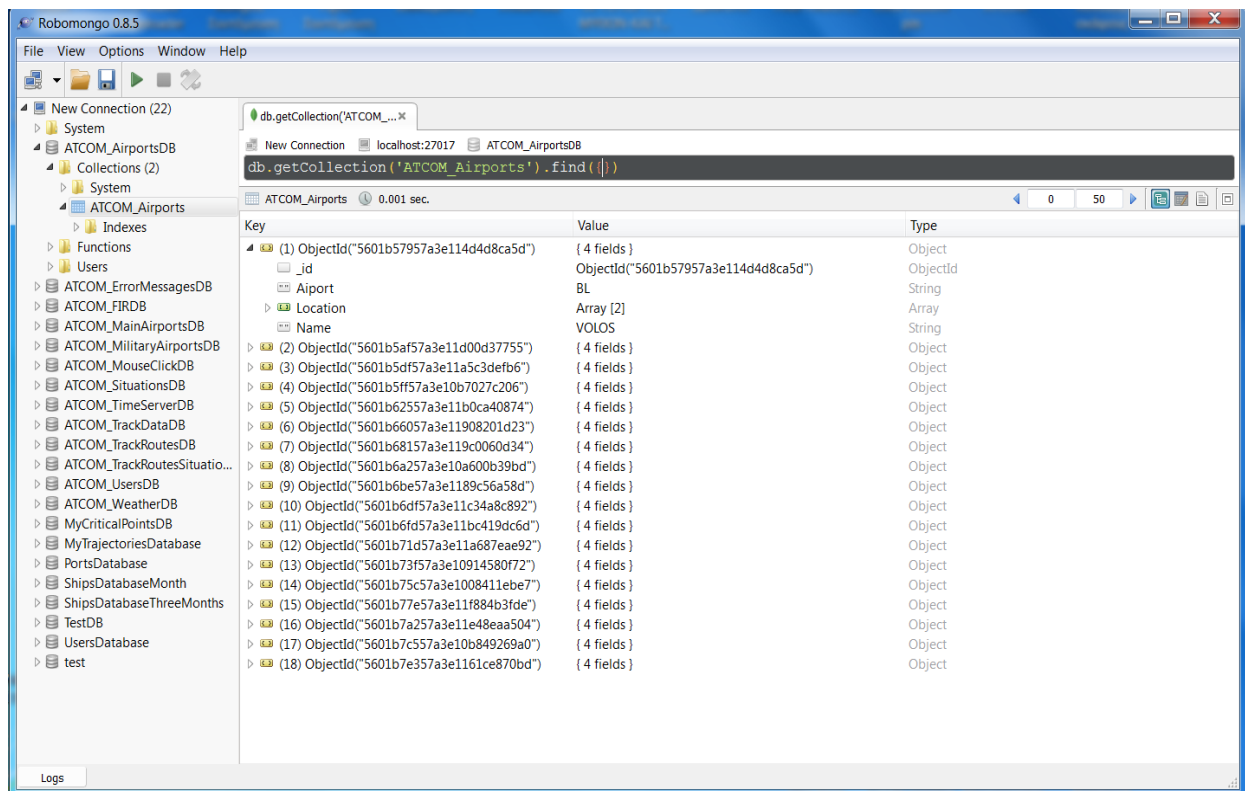 Robomongo 0.8.5
File View Options Window Help
New Connection (22)
System
ATCOM_AirportsDB
Collections (2)
System
ATCOM_Airports
Indexes
Functions
Users
ATCOM_ErrorMessagesDB
ATCOM_FIRDB
ATCOM_MainAirportsDB
ATCOM_MilitaryAirportsDB
ATCOM_MouseClickDB
ATCOM_SituationsDB
ATCOM_TimeServerDB
ATCOM_TrackDataDB
ATCOM_TrackRoutesDB
ATCOM_TrackRoutesSituatio...
ATCOM_UsersDB
ATCOM_WeatherDB
MyCriticalPointsDB
MyTrajectoriesDatabase
PortsDatabase
ShipsDatabaseMonth
ShipsDatabaseThreeMonths
TestDB
UsersDatabase
test
db.getCollection('ATCOM_...
New Connection localhost:27017 ATCOM_AirportsDB
db.getCollection('ATCOM_Airports').find({})
ATCOM_Airports 0.001 sec. 0 50
Key Value Type
(1) ObjectId("5601b57957a3e114d4d8ca5d") { 4 fields } Object
_id ObjectId("5601b57957a3e114d4d8ca5d") ObjectId
Aiport BL String
Location Array [2] Array
Name VOLOS String
(2) ObjectId("5601b5af57a3e11d00d37755") { 4 fields } Object
(3) ObjectId("5601b5df57a3e11a5c3defb6") { 4 fields } Object
(4) ObjectId("5601b5ff57a3e10b7027c206") { 4 fields } Object
(5) ObjectId("5601b62557a3e11b0ca40874") { 4 fields } Object
(6) ObjectId("5601b66057a3e11908201d23") { 4 fields } Object
(7) ObjectId("5601b68157a3e119c0060d34") { 4 fields } Object
(8) ObjectId("5601b6a257a3e10a600b39bd") { 4 fields } Object
(9) ObjectId("5601b6be57a3e1189c56a58d") { 4 fields } Object
(10) ObjectId("5601b6df57a3e11c34a8c892") { 4 fields } Object
(11) ObjectId("5601b6fd57a3e11bc419dc6d") { 4 fields } Object
(12) ObjectId("5601b71d57a3e11a687eae92") { 4 fields } Object
(13) ObjectId("5601b73f57a3e10914580f72") { 4 fields } Object
(14) ObjectId("5601b75c57a3e1008411ebe7") { 4 fields } Object
(15) ObjectId("5601b77e57a3e11f884b3fde") { 4 fields } Object
(16) ObjectId("5601b7a257a3e11e48eaa504") { 4 fields } Object
(17) ObjectId("5601b7c557a3e10b849269a0") { 4 fields } Object
(18) ObjectId("5601b7e357a3e1161ce870bd") { 4 fields } Object
Logs